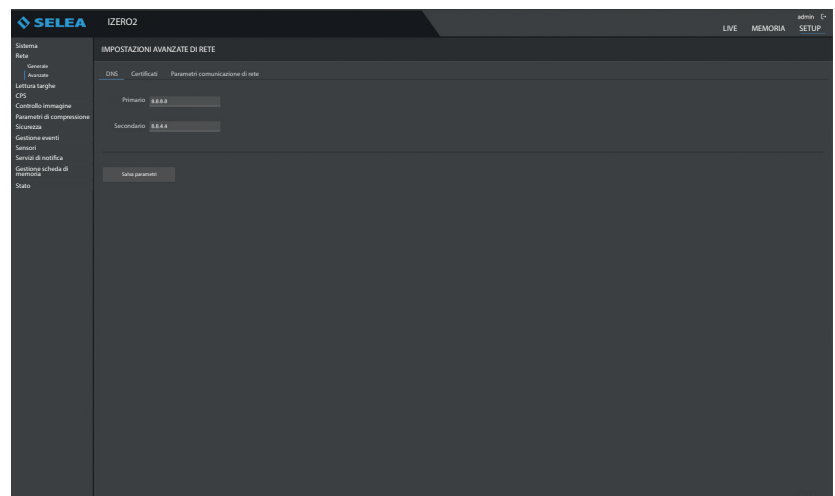 SELEA
IZERO2
admin
LIVE MEMORIA SETUP
Sistema
Rete
Generale
Avanzate
Lettura targhe
CPS
Controllo immagine
Parametri di compressione
Sicurezza
Gestione eventi
Sensori
Servizi di notifica
Gestione scheda di
memoria
Stato
IMPOSTAZIONI AVANZATE DI RETE
DNS Certificati Parametri comunicazione di rete
Primario 8.8.8.8
Secondario 8.8.4.4
Salva parametri